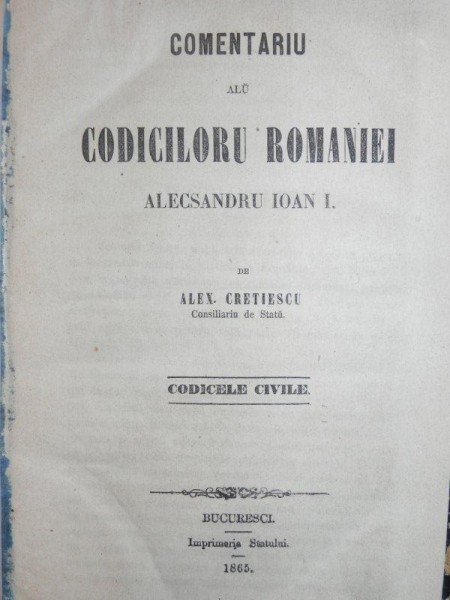 COMENTARIU
ALŬ
CODICILORU ROMANIEI
ALECSANDRU IOAN I.
DE
ALEX. CRETIESCU
Consiliariu de Statŭ.
CODICELE CIVILE.
BUCURESCI.
Imprimeria Statului.
1865.